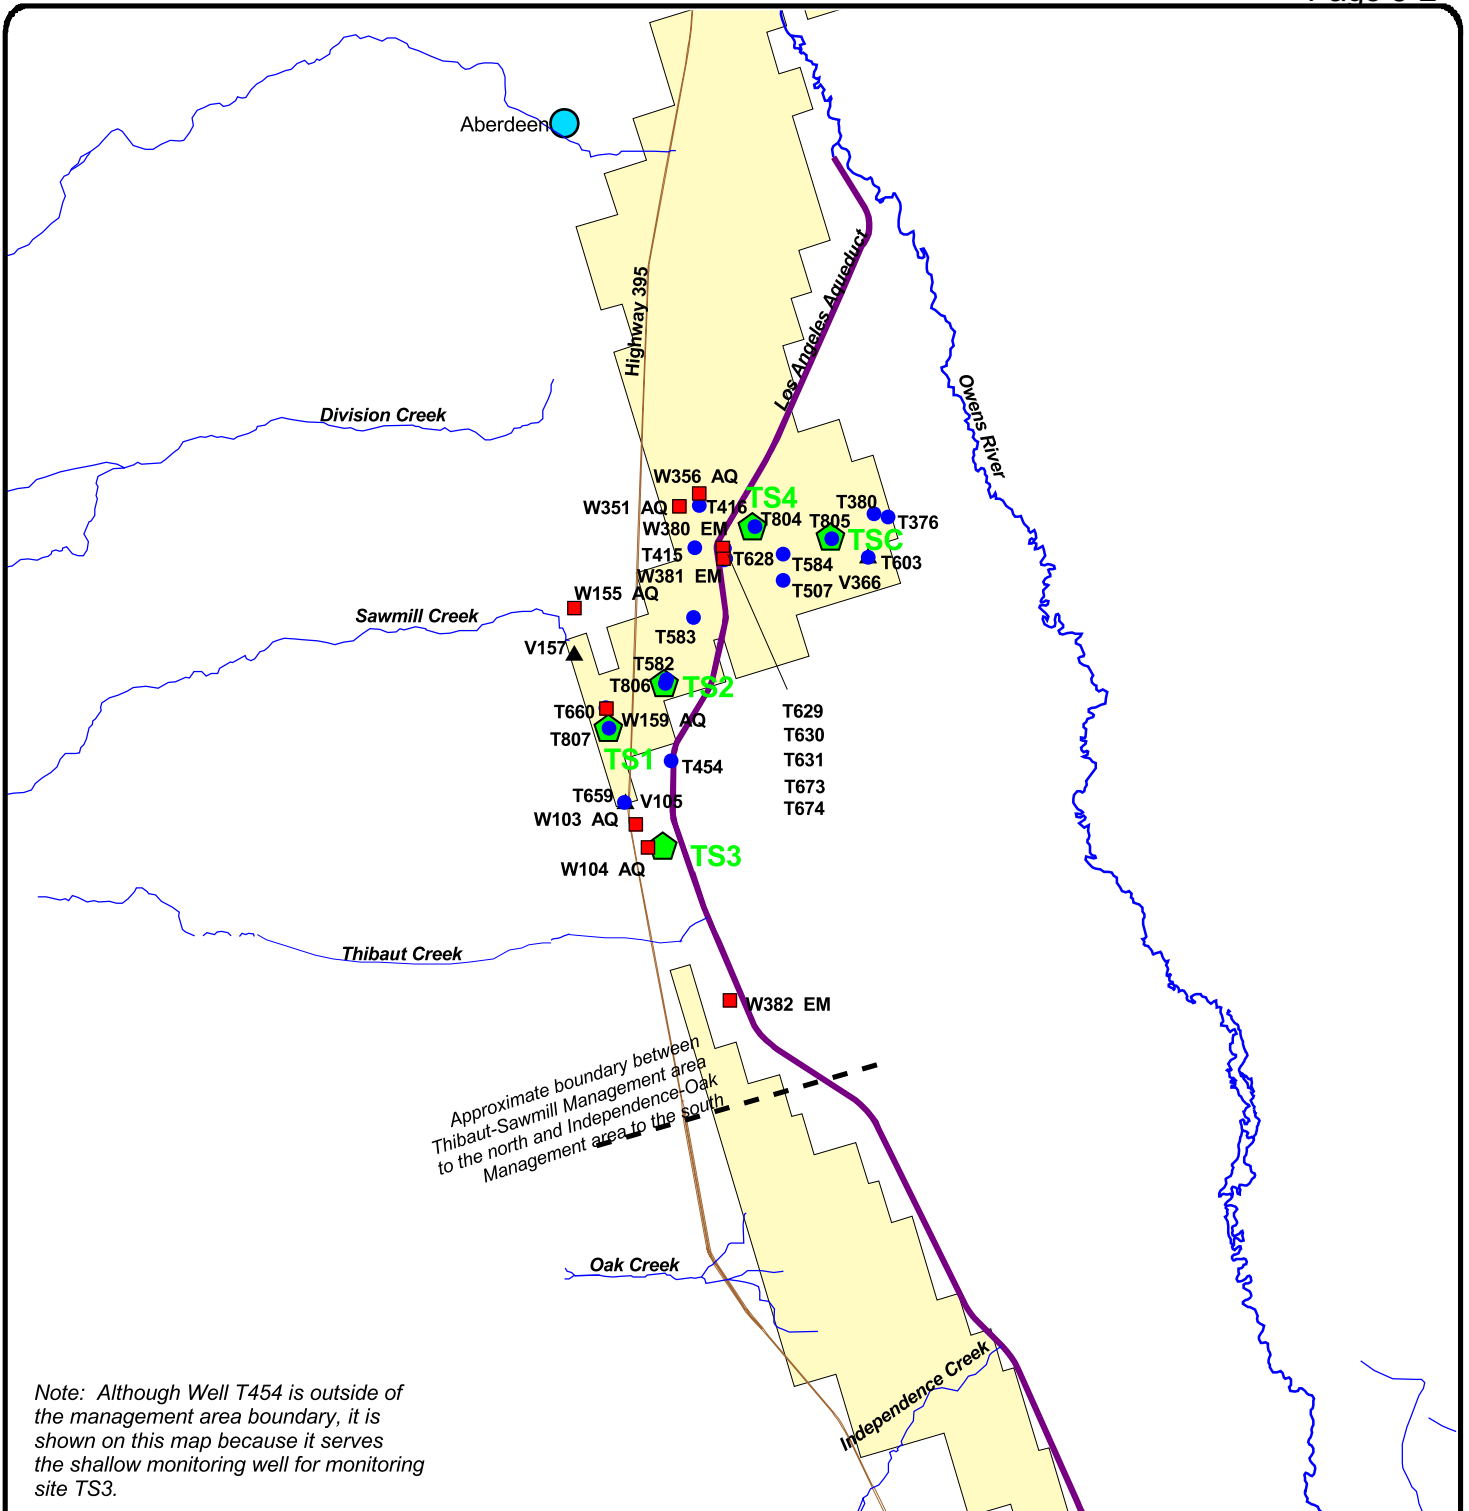 Aberdeen
Highway 395
Los Angeles Aqueduct
Owens River
Division Creek
W356 AQ
W351 AQ
T416
TS4
T804
T805
T380
T376
TSC
W380 EM
T415
T628
T584
T603
W381 EM
V366
T507
W155 AQ
Sawmill Creek
T583
V157
T582
T806
TS2
T660
W159 AQ
T629
T807
T630
TS1
T631
T454
T673
T659
V105
T674
W103 AQ
TS3
W104 AQ
Thibaut Creek
W382 EM
Approximate boundary between
Thibaut-Sawmill Management area
to the north and Independence-Oak
Management area to the south
Oak Creek
Independence Creek
Note: Although Well T454 is outside of
the management area boundary, it is
shown on this map because it serves
the shallow monitoring well for monitoring
site TS3.